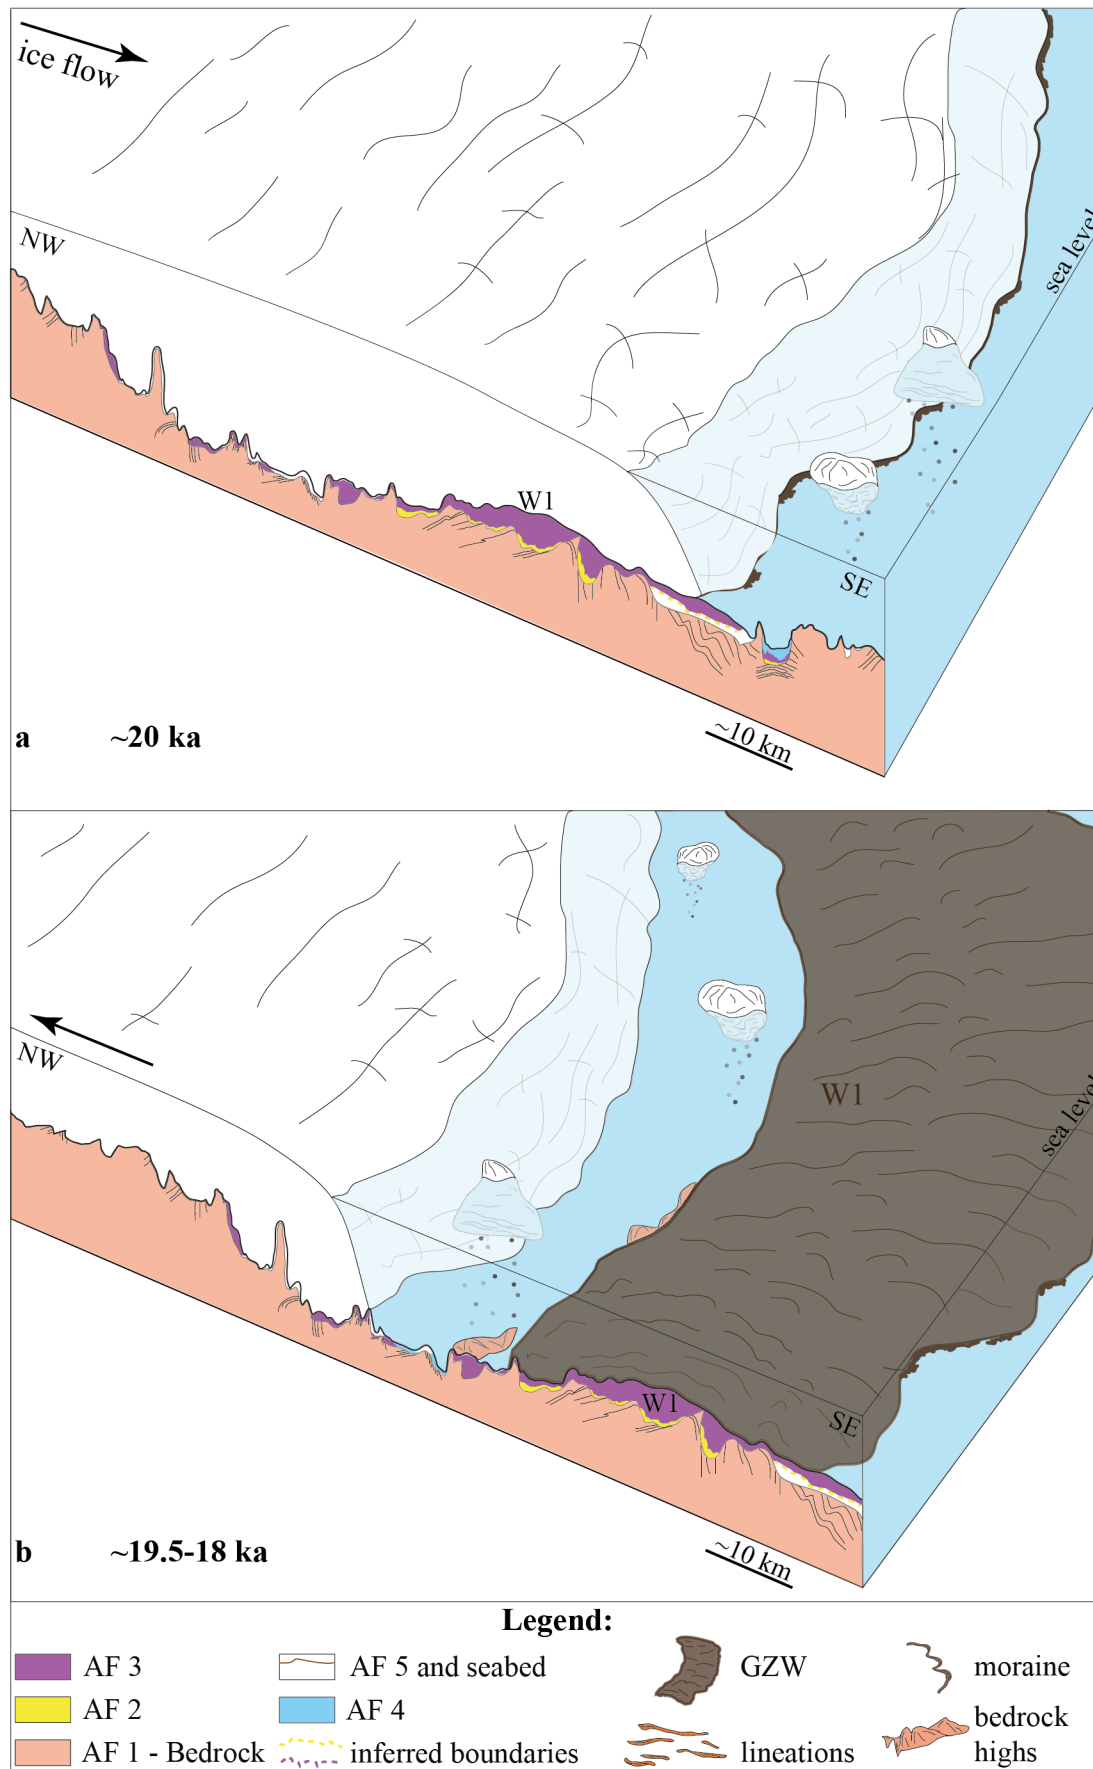 ice flow
NW
sea level
W1
SE
a ~20 ka
~10 km
NW
W1
sea level
W1
SE
b ~19.5-18 ka
~10 km
Legend:
AF 3
AF 5 and seabed
GZW
moraine
AF 2
AF 4
AF 1 - Bedrock
inferred boundaries
lineations
bedrock
highs